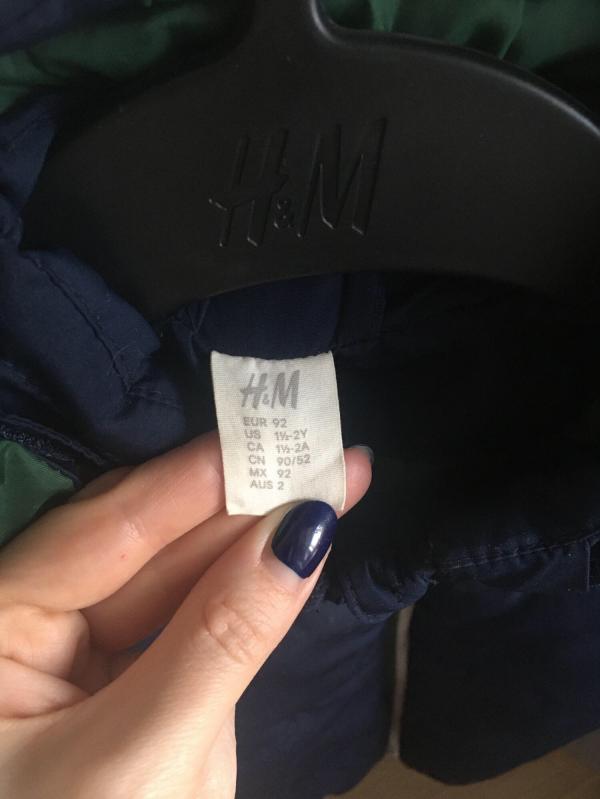 H&M
H&M
EUR 92
US 1½-2Y
CA 1½-2A
CN 90/52
MX 92
AUS 2